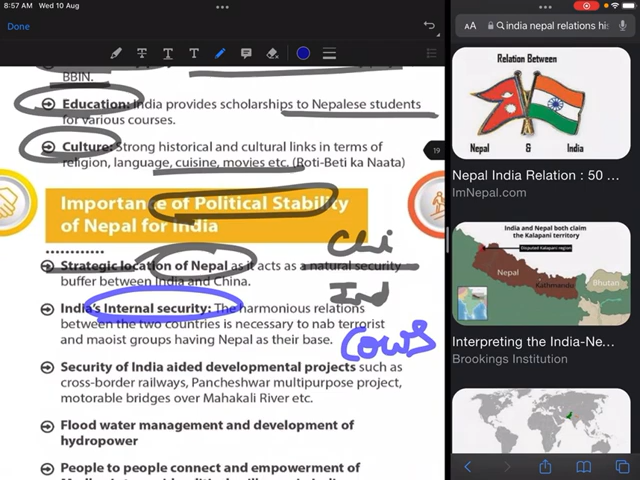 8:57 AM Wed 10 Aug
Done
BBIN.
Education: India provides scholarships to Nepalese students
for various courses.
Culture: Strong historical and cultural links in terms of
religion, language, cuisine, movies etc. (Roti-Beti ka Naata)
19
Importance of Political Stability
of Nepal for India
Strategic location of Nepal as it acts as a natural security
buffer between India and China.
Chi
Ind
India's Internal security: The harmonious relations
between the two countries is necessary to nab terrorist
and maoist groups having Nepal as their base.
Security of India aided developmental projects such as
cross-border railways, Pancheshwar multipurpose project,
motorable bridges over Mahakali River etc.
Flood water management and development of
hydropower
People to people connect and empowerment of
AA india nepal relations his
Relation Between
Nepal & India
Nepal India Relation : 50 ...
ImNepal.com
India and Nepal both claim
the Kalapani territory
Disputed Kalapani region
Nepal
Kathmandu
Bhutan
Interpreting the India-Ne...
Brookings Institution